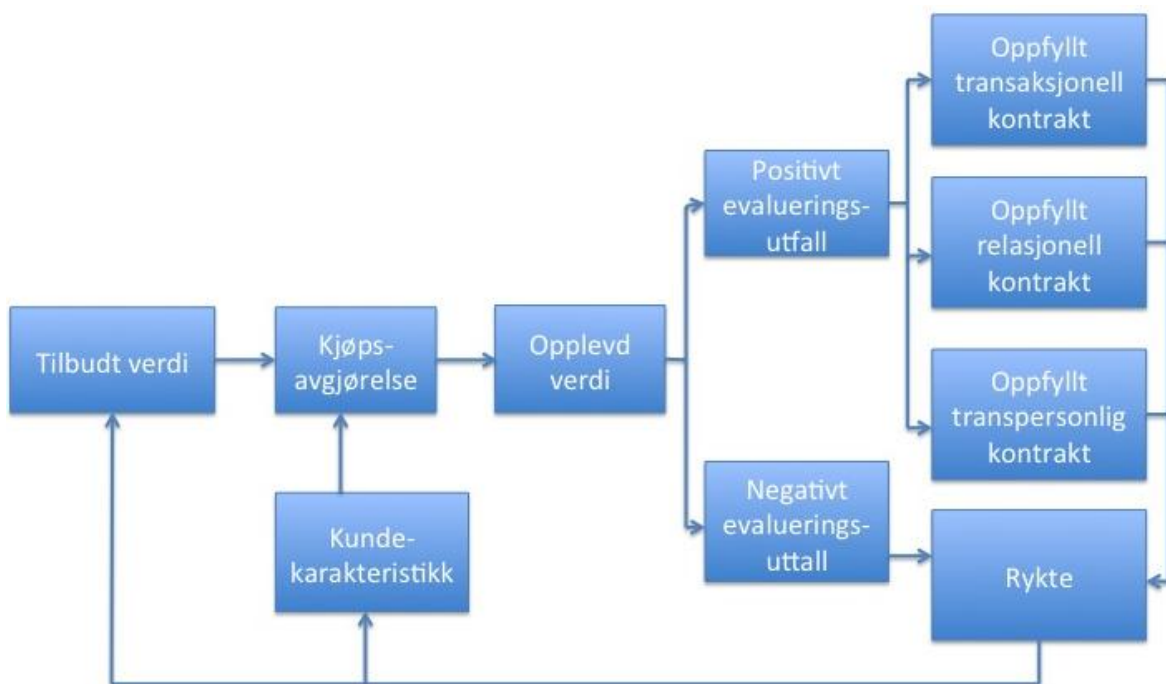 Oppfyllt
transaksjonell
kontrakt
Positivt
evaluerings-
utfall
Oppfyllt
relasjonell
kontrakt
Tilbudt verdi
Kjøps-
avgjørelse
Opplevd
verdi
Oppfyllt
transpersonlig
kontrakt
Negativt
evaluerings-
uttall
Kunde-
karakteristikk
Rykte